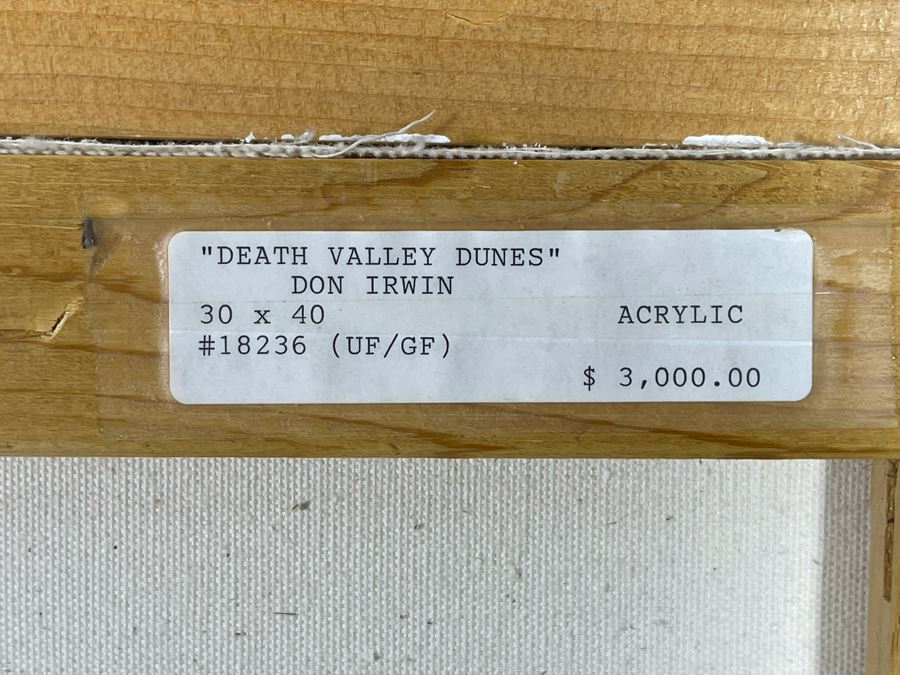 "DEATH VALLEY DUNES"
DON IRWIN
30 x 40 ACRYLIC
#18236 (UF/GF)
$ 3,000.00